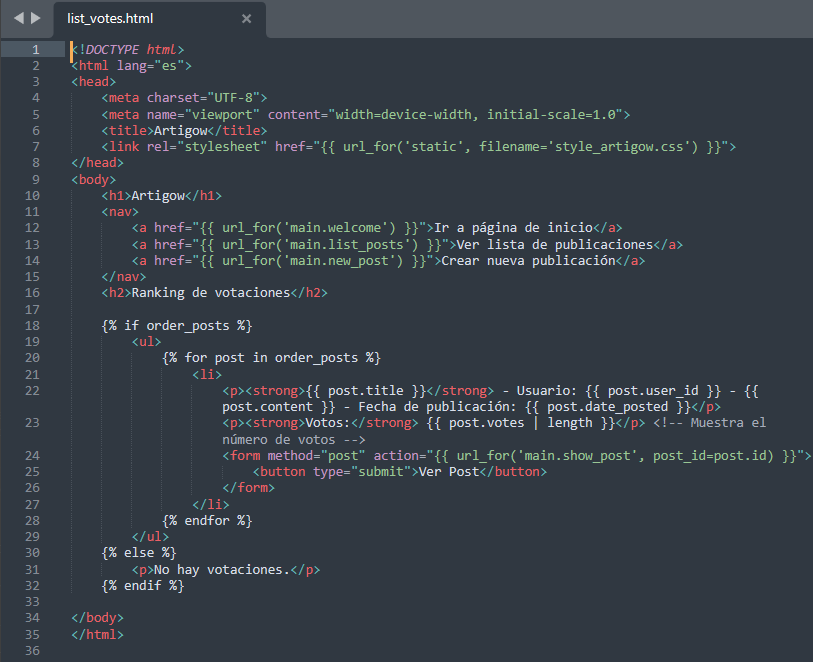 list_votes.html
1 <!DOCTYPE html>
2 <html lang="es">
3 <head>
4 <meta charset="UTF-8">
5 <meta name="viewport" content="width=device-width, initial-scale=1.0">
6 <title>Artigow</title>
7 <link rel="stylesheet" href="{{ url_for('static', filename='style_artigow.css') }}">
8 </head>
9 <body>
10 <h1>Artigow</h1>
11 <nav>
12 <a href="{{ url_for('main.welcome') }}">Ir a página de inicio</a>
13 <a href="{{ url_for('main.list_posts') }}">Ver lista de publicaciones</a>
14 <a href="{{ url_for('main.new_post') }}">Crear nueva publicación</a>
15 </nav>
16 <h2>Ranking de votaciones</h2>
17
18 {% if order_posts %}
19 <ul>
20 {% for post in order_posts %}
21 <li>
22 <p><strong>{{ post.title }}</strong> - Usuario: {{ post.user_id }} - {{
post.content }} - Fecha de publicación: {{ post.date_posted }}</p>
23 <p><strong>Votos:</strong> {{ post.votes | length }}</p> <!-- Muestra el
número de votos -->
24 <form method="post" action="{{ url_for('main.show_post', post_id=post.id) }}">
25 <button type="submit">Ver Post</button>
26 </form>
27 </li>
28 {% endfor %}
29 </ul>
30 {% else %}
31 <p>No hay votaciones.</p>
32 {% endif %}
33
34 </body>
35 </html>
36